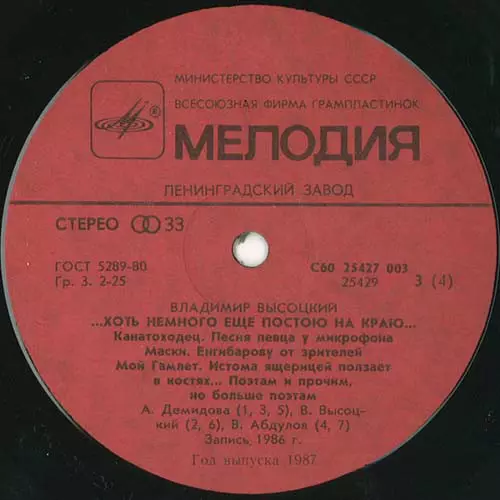 МИНИСТЕРСТВО КУЛЬТУРЫ СССР
ВСЕСОЮЗНАЯ ФИРМА ГРАМПЛАСТИНОК
МЕЛОДИЯ
ЛЕНИНГРАДСКИЙ ЗАВОД
СТЕРЕО 33
ГОСТ 5289-80
Гр. 3. 2-25
С60 25427 003
25429 3 (4)
ВЛАДИМИР ВЫСОЦКИЙ
...ХОТЬ НЕМНОГО ЕЩЕ ПОСТОЮ НА КРАЮ...
Канатоходец. Песня певца у микрофона
Маски. Енгибарову от зрителей
Мой Гамлет. Истома ящерицей ползает
в костях... Поэтам и прочим,
но больше поэтам
А. Демидова (1, 3, 5), В. Высоц-
кий (2, 6), В. Абдулов (4, 7)
Запись 1986 г.
Год выпуска 1987